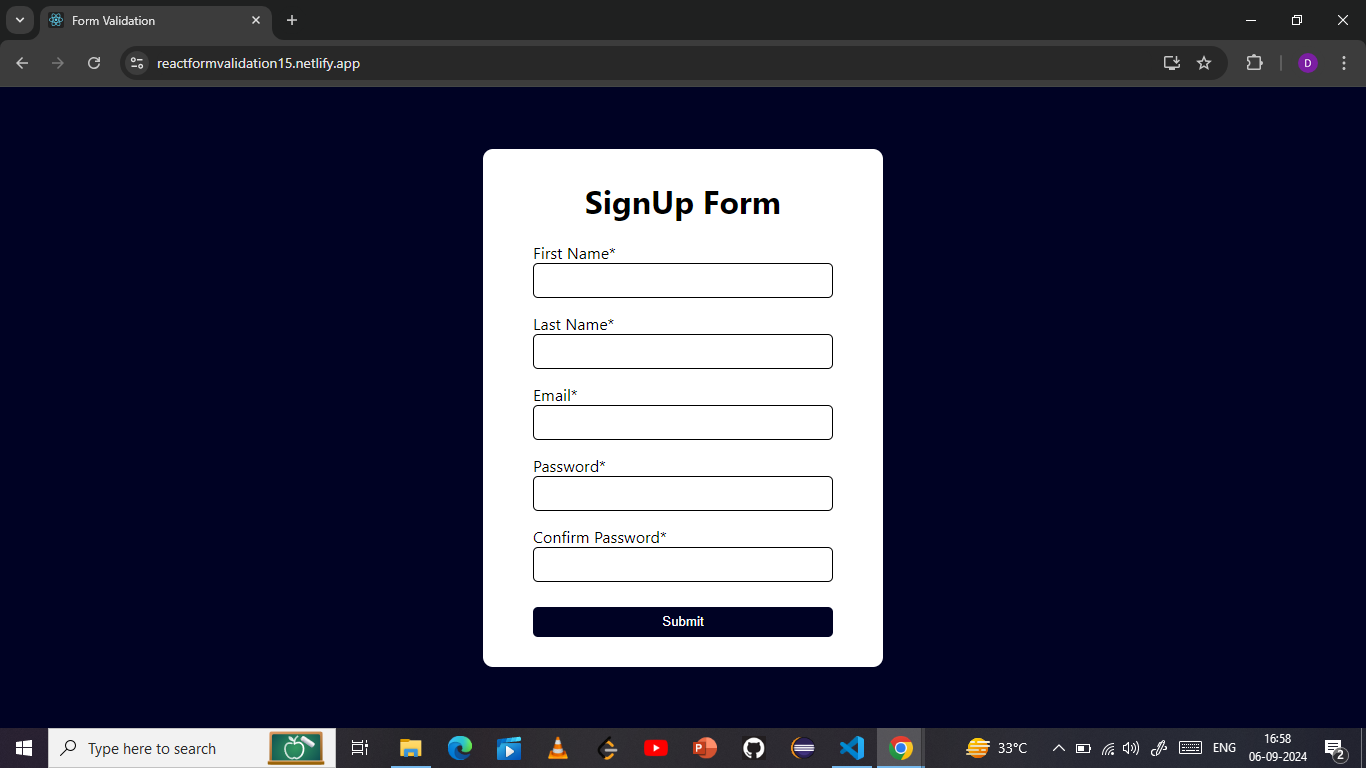 Form Validation
reactformvalidation15.netlify.app
D
SignUp Form
First Name*
Last Name*
Email*
Password*
Confirm Password*
Submit
Type here to search
33°C
ENG
16:58
06-09-2024
2